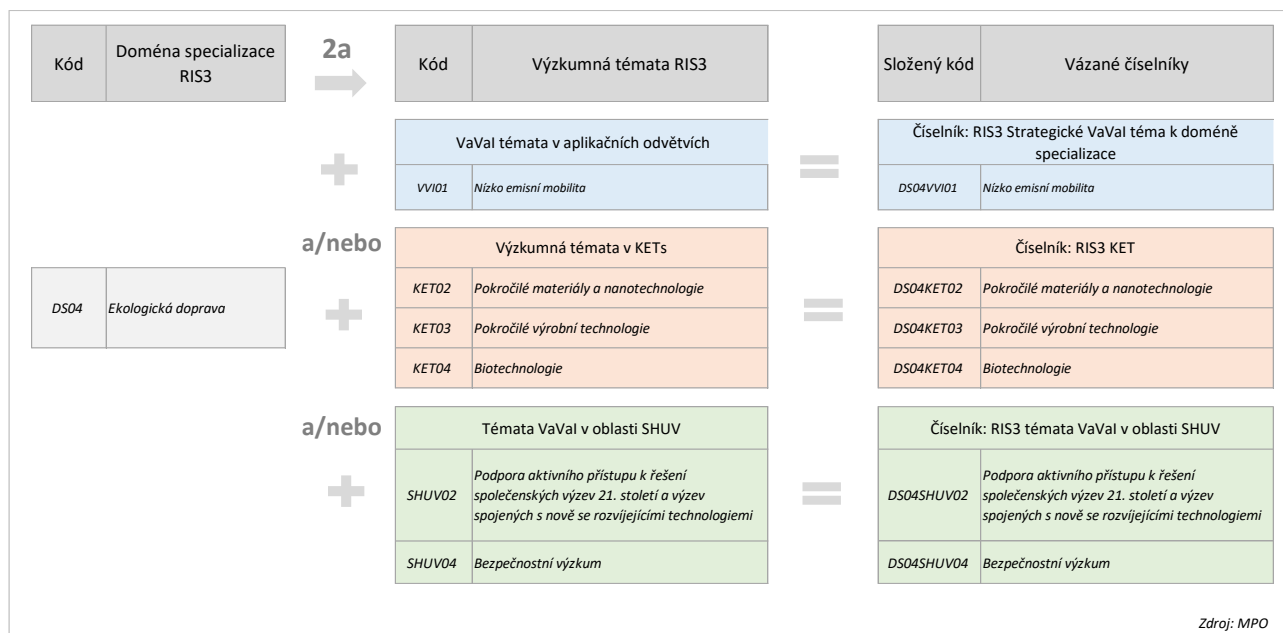 Kód
Doména specializace
RIS3
2a
Kód
Výzkumná témata RIS3
Složený kód
Vázané číselníky
VaVaI témata v aplikačních odvětvích
Číselník: RIS3 Strategické VaVaI téma k doméně
specializace
VVI01
Nízko emisní mobilita
DS04VVI01
Nízko emisní mobilita
a/nebo
Výzkumná témata v KETs
Číselník: RIS3 KET
DS04
Ekologická doprava
KET02
Pokročilé materiály a nanotechnologie
DS04KET02
Pokročilé materiály a nanotechnologie
KET03
Pokročilé výrobní technologie
DS04KET03
Pokročilé výrobní technologie
KET04
Biotechnologie
DS04KET04
Biotechnologie
a/nebo
Témata VaVaI v oblasti SHUV
Číselník: RIS3 témata VaVaI v oblasti SHUV
SHUV02
Podpora aktivního přístupu k řešení
společenských výzev 21. století a výzev
spojených s nově se rozvíjejícími technologiemi
DS04SHUV02
Podpora aktivního přístupu k řešení
společenských výzev 21. století a výzev
spojených s nově se rozvíjejícími technologiemi
SHUV04
Bezpečnostní výzkum
DS04SHUV04
Bezpečnostní výzkum
Zdroj: MPO